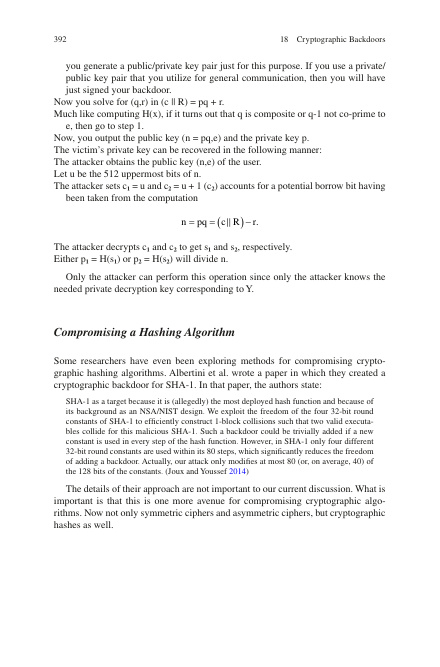 392 18 Cryptographic Backdoors
you generate a public/private key pair just for this purpose. If you use a private/
public key pair that you utilize for general communication, then you will have
just signed your backdoor.
Now you solve for (q,r) in (c || R) = pq + r.
Much like computing H(x), if it turns out that q is composite or q-1 not co-prime to
e, then go to step 1.
Now, you output the public key (n = pq,e) and the private key p.
The victim's private key can be recovered in the following manner:
The attacker obtains the public key (n,e) of the user.
Let u be the 512 uppermost bits of n.
The attacker sets c₁ = u and c₂ = u + 1 (c₂) accounts for a potential borrow bit having
been taken from the computation
n = pq = (c || R) – r.
The attacker decrypts c₁ and c₂ to get s₁ and s₂, respectively.
Either p₁ = H(s₁) or p₂ = H(s₂) will divide n.
Only the attacker can perform this operation since only the attacker knows the
needed private decryption key corresponding to Y.
Compromising a Hashing Algorithm
Some researchers have even been exploring methods for compromising crypto-
graphic hashing algorithms. Albertini et al. wrote a paper in which they created a
cryptographic backdoor for SHA-1. In that paper, the authors state:
SHA-1 as a target because it is (allegedly) the most deployed hash function and because of
its background as an NSA/NIST design. We exploit the freedom of the four 32-bit round
constants of SHA-1 to efficiently construct 1-block collisions such that two valid executa-
bles collide for this malicious SHA-1. Such a backdoor could be trivially added if a new
constant is used in every step of the hash function. However, in SHA-1 only four different
32-bit round constants are used within its 80 steps, which significantly reduces the freedom
of adding a backdoor. Actually, our attack only modifies at most 80 (or, on average, 40) of
the 128 bits of the constants. (Joux and Youssef 2014)
The details of their approach are not important to our current discussion. What is
important is that this is one more avenue for compromising cryptographic algo-
rithms. Now not only symmetric ciphers and asymmetric ciphers, but cryptographic
hashes as well.